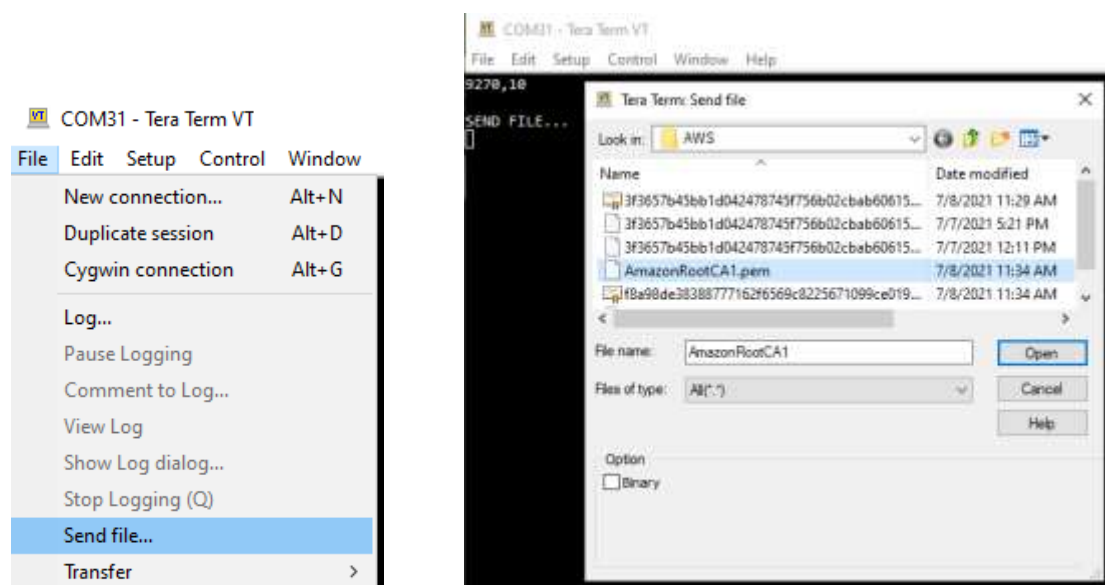 COM31 - Tera Term VT
File Edit Setup Control Window
New connection... Alt+N
Duplicate session Alt+D
Cygwin connection Alt+G
Log...
Pause Logging
Comment to Log...
View Log
Show Log dialog...
Stop Logging (Q)
Send file...
Transfer >
COM31 - Tera Term VT
File Edit Setup Control Window Help
9270,10
SEND FILE...
Tera Term: Send file
Look in: AWS
Name Date modified
3f3657b45bb1d042478745f756b02cbab60615... 7/8/2021 11:29 AM
3f3657b45bb1d042478745f756b02cbab60615... 7/7/2021 5:21 PM
3f3657b45bb1d042478745f756b02cbab60615... 7/7/2021 12:11 PM
AmazonRootCA1.pem 7/8/2021 11:34 AM
f8a98de38388777162f6569c8225671099ce019... 7/8/2021 11:34 AM
File name: AmazonRootCA1 Open
Files of type: All(*.*) Cancel
Help
Option
Binary